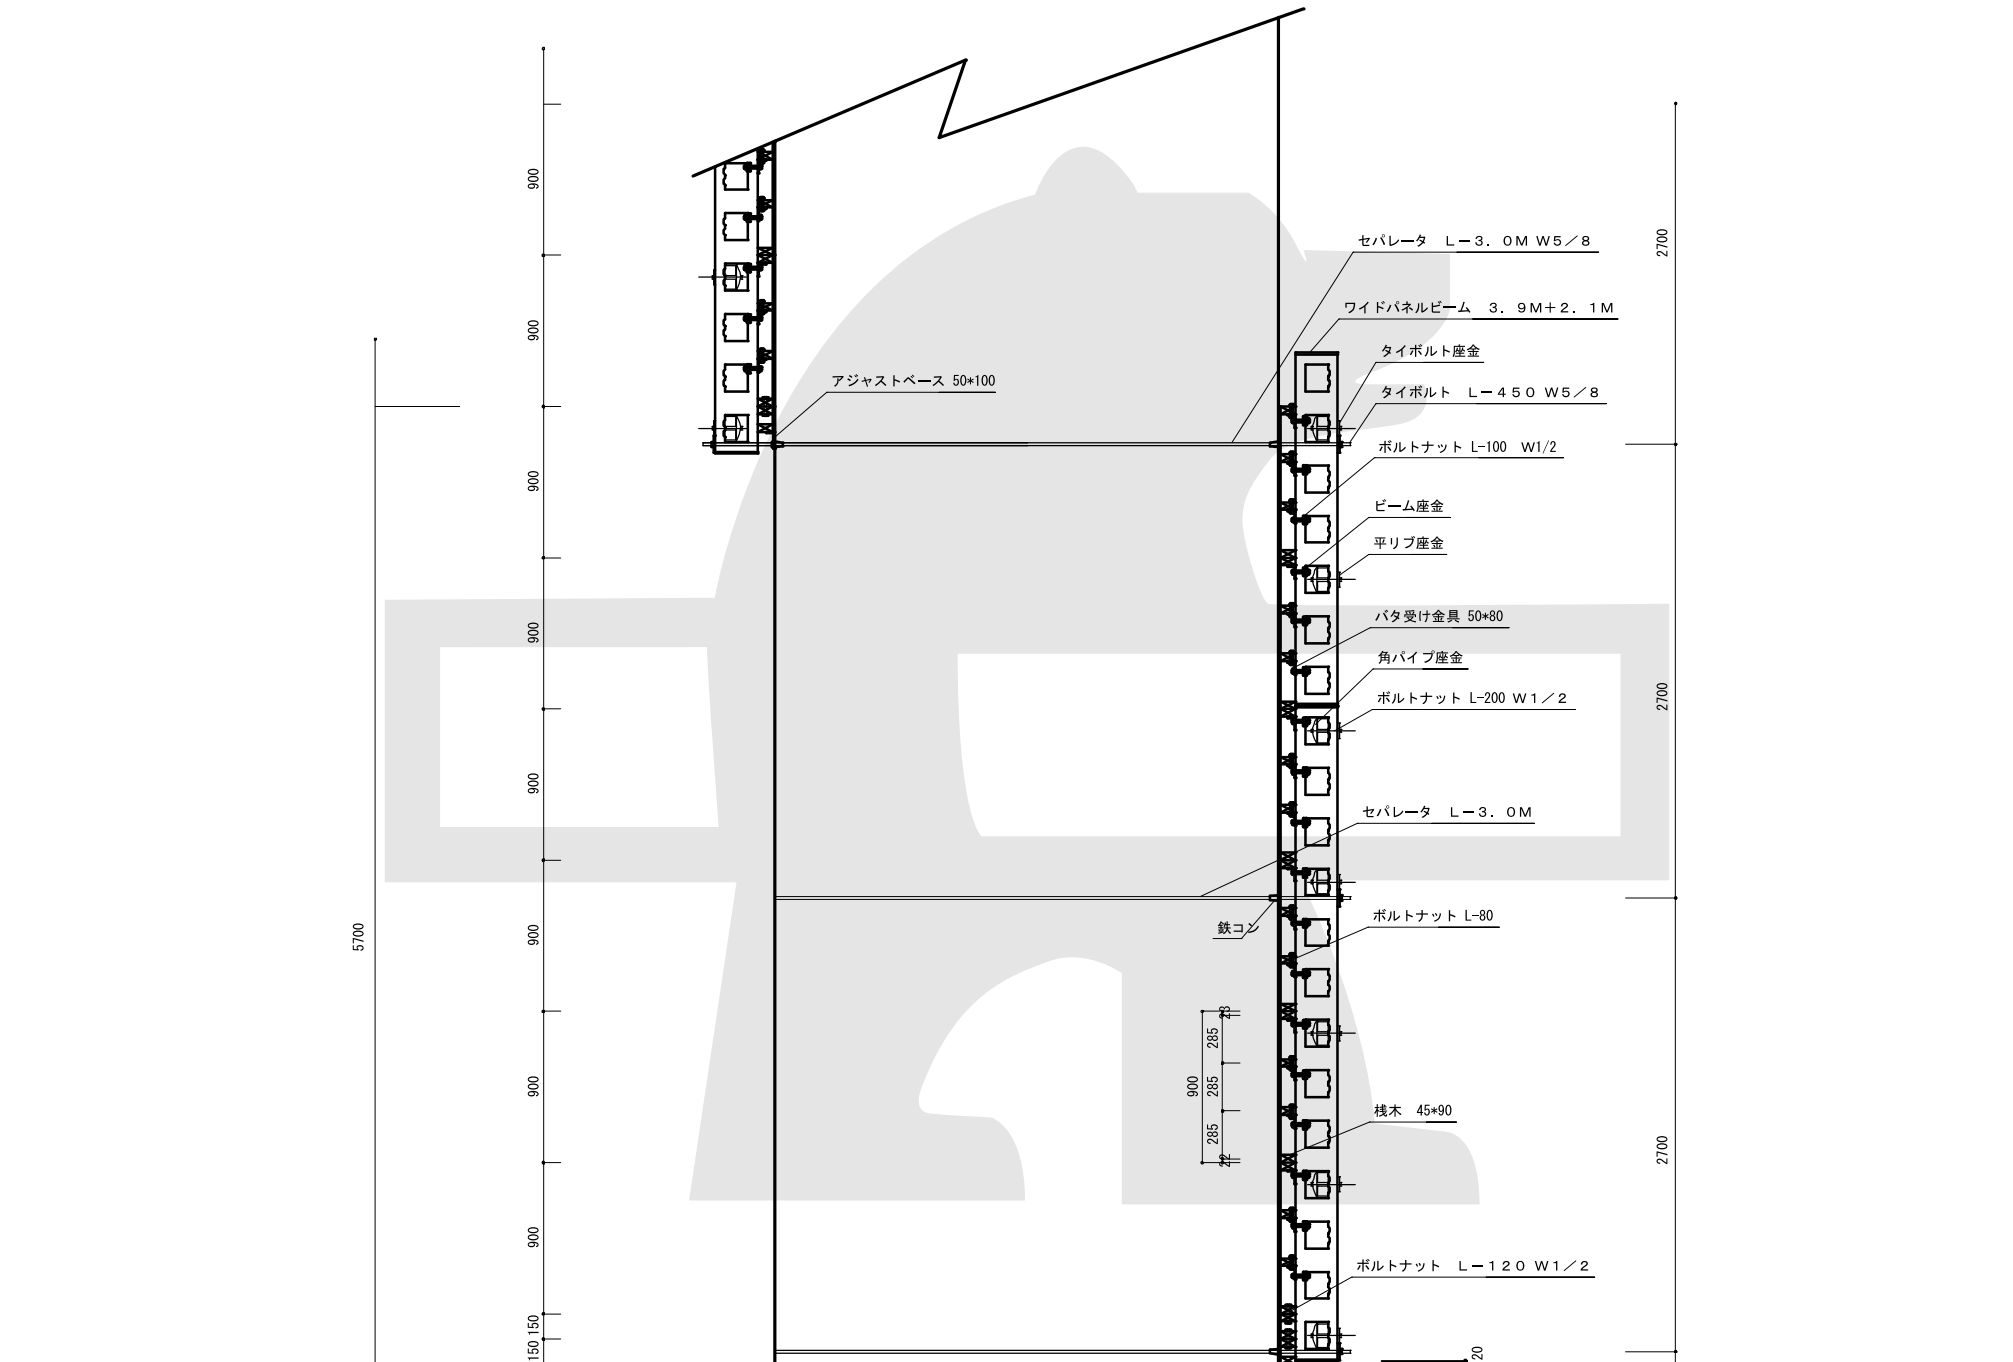 900
900
900
900
900
900
900
900
150
150
5700
アジャストベース 50*100
セパレータ　L－3．0M W5／8
ワイドパネルビーム　3．9M＋2．1M
タイボルト座金
タイボルト　L－450 W5／8
ボルトナット L-100　W1/2
ビーム座金
平リブ座金
バタ受け金具 50*80
角パイプ座金
ボルトナット L-200 W1／2
セパレータ　L－3．0M
鉄コン
ボルトナット L-80
23
285
285
285
22
900
桟木　45*90
ボルトナット　L－120 W1／2
2700
2700
2700
20